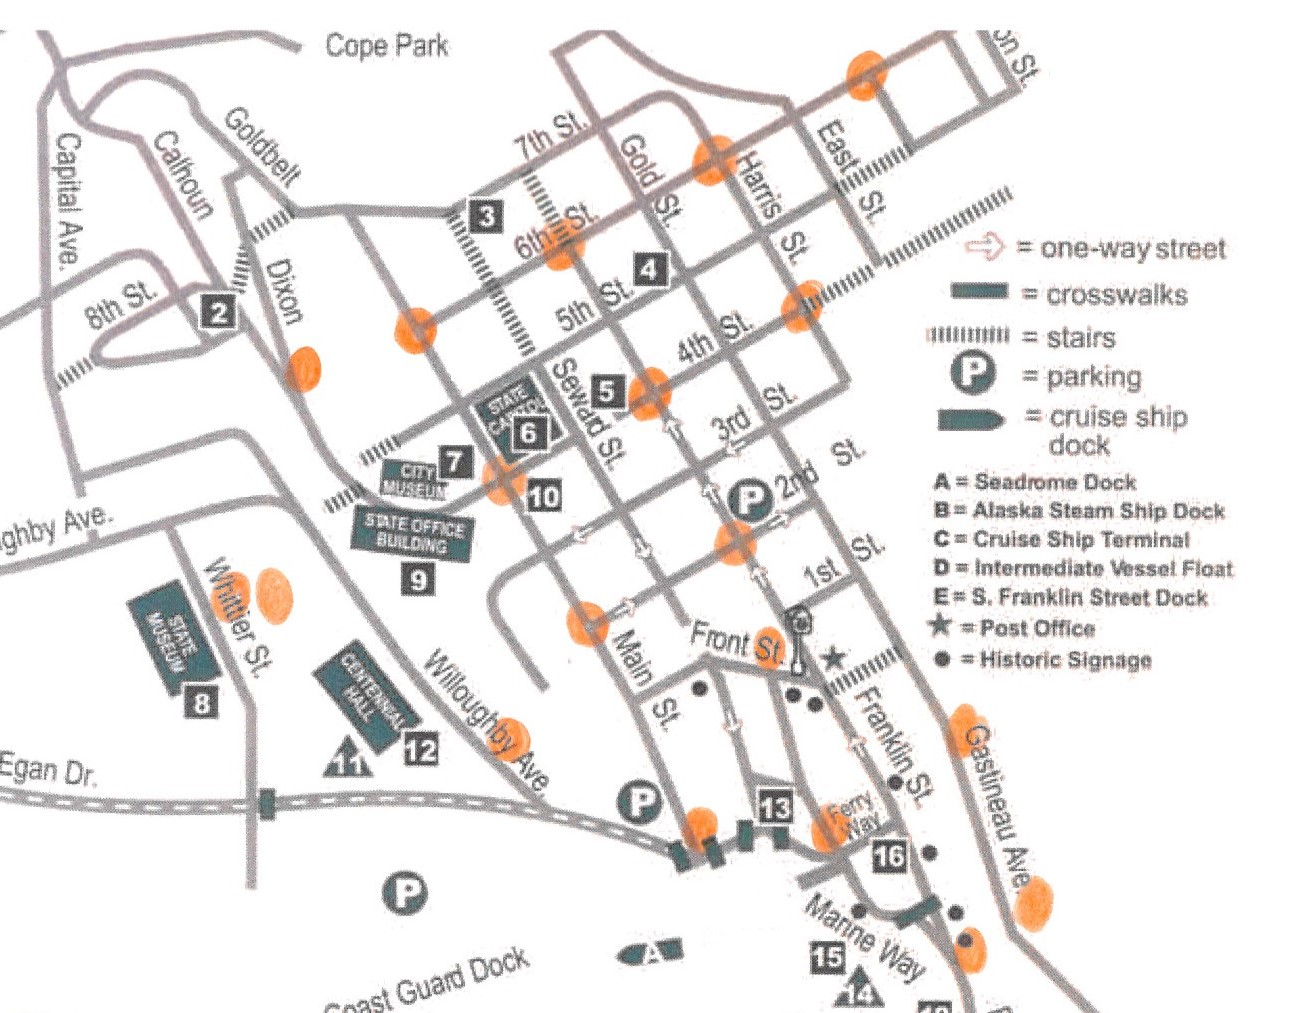 Cope Park
on St.
Goldbelt
Calhoun
Capital Ave.
7th St.
Gold St.
Harris St.
East St.
3
6th St.
Dixon
4
8th St.
2
5th St.
4th St.
Seward St.
5
STATE
6
3rd St.
7
CITY
MUSEUM
10
P
2nd St.
STATE OFFICE
BUILDING
9
1st St.
ghby Ave.
Whittier St.
STATE
MUSEUM
8
CENTENNIAL
HALL
12
11
Willoughby Ave.
Main St.
Front St.
Franklin St.
Gastineau Ave.
Egan Dr.
P
13
Ferry
Way
16
P
Marine Way
A
15
14
Coast Guard Dock
= one-way street
= crosswalks
= stairs
P = parking
= cruise ship
dock
A = Seadrome Dock
B = Alaska Steam Ship Dock
C = Cruise Ship Terminal
D = Intermediate Vessel Float
E = S. Franklin Street Dock
= Post Office
= Historic Signage